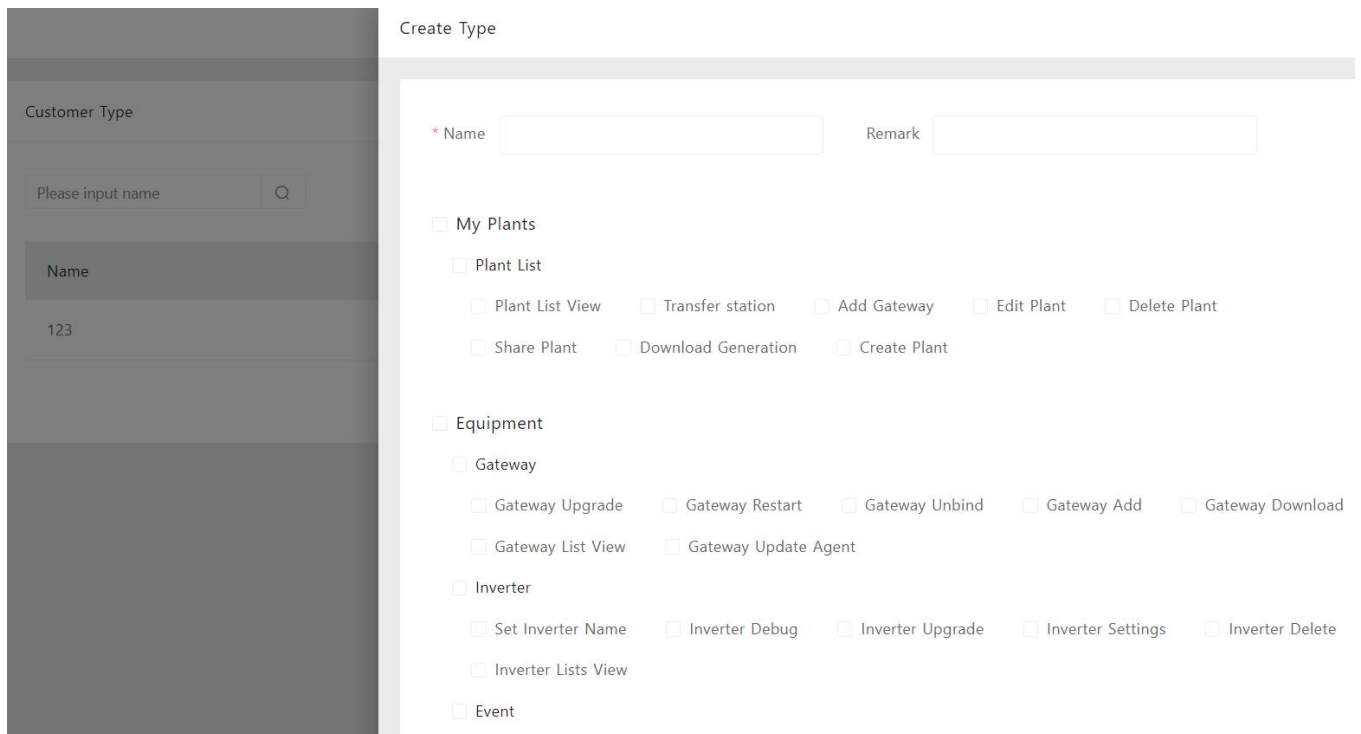 Create Type
Customer Type
* Name
Remark
Please input name
Name
123
My Plants
Plant List
Plant List View Transfer station Add Gateway Edit Plant Delete Plant
Share Plant Download Generation Create Plant
Equipment
Gateway
Gateway Upgrade Gateway Restart Gateway Unbind Gateway Add Gateway Download
Gateway List View Gateway Update Agent
Inverter
Set Inverter Name Inverter Debug Inverter Upgrade Inverter Settings Inverter Delete
Inverter Lists View
Event